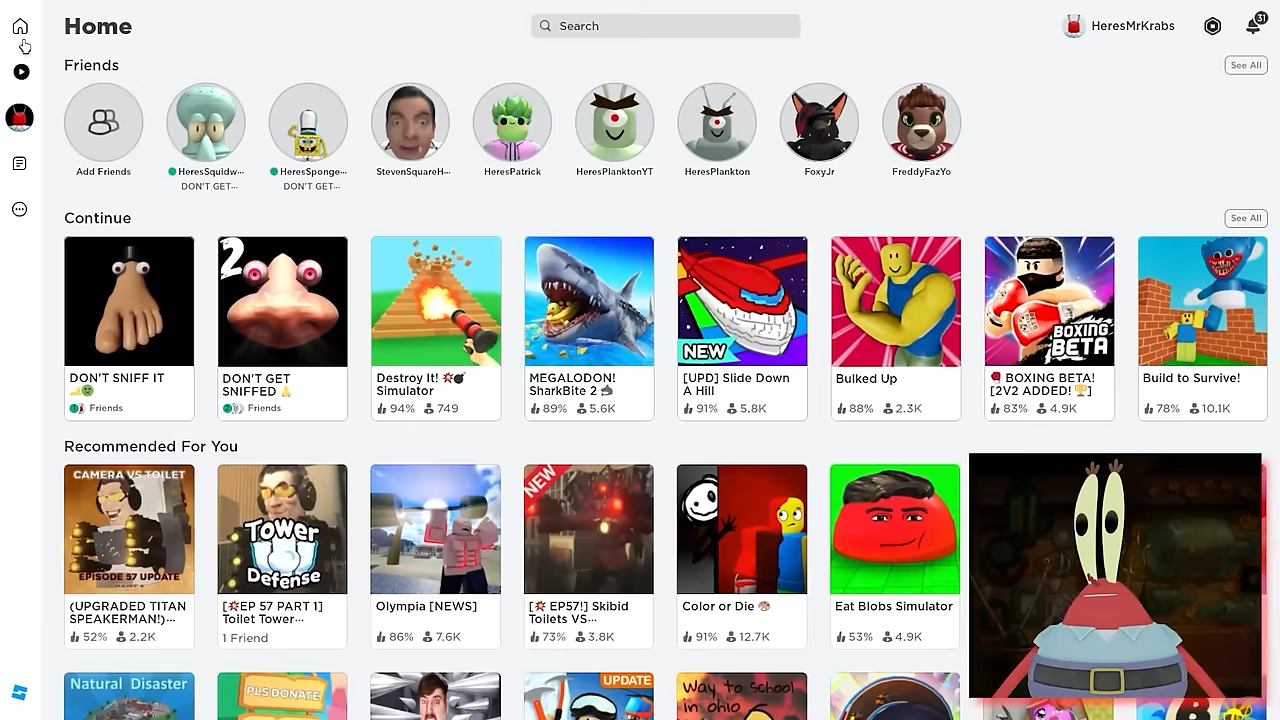 Home
Search
HeresMrKrabs
31
Friends
See All
Add Friends
HeresSquidw...
DON'T GET...
HeresSponge...
DON'T GET...
StevenSquareH...
HeresPatrick
HeresPlanktonYT
HeresPlankton
FoxyJr
FreddyFazYo
Continue
See All
2
NEW
BOXING
BETA
DON'T SNIFF IT
1 Friends
DON'T GET
SNIFFED
2 Friends
Destroy It!
Simulator
94% 749
MEGALODON!
SharkBite 2
89% 5.6K
[UPD] Slide Down
A Hill
91% 5.8K
Bulked Up
88% 2.3K
BOXING BETA!
[2V2 ADDED! ]
83% 4.9K
Build to Survive!
78% 10.1K
Recommended For You
CAMERA VS TOILET
EPISODE 57 UPDATE
Tower
Defense
NEW
(UPGRADED TITAN
SPEAKERMAN!)...
52% 2.2K
[ EP 57 PART 1]
Toilet Tower...
1 Friend
Olympia [NEWS]
86% 7.6K
[ EP57!] Skibid
Toilets VS...
73% 3.8K
Color or Die
91% 12.7K
Eat Blobs Simulator
53% 4.9K
Natural Disaster
PLS DONATE
UPDATE
Way to school
in ohio